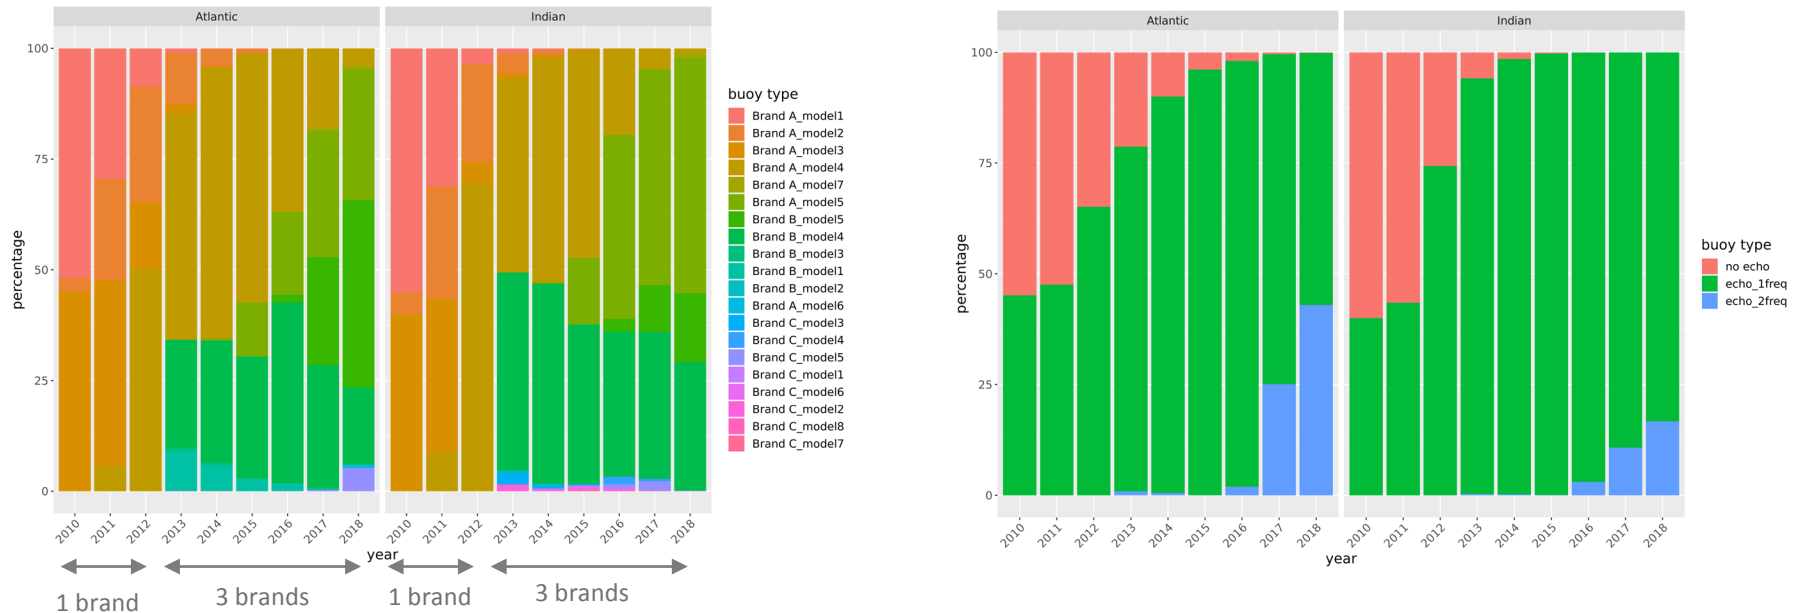 Atlantic
Indian
100
75
50
25
0
percentage
2010
2011
2012
2013
2014
2015
2016
2017
2018
2010
2011
2012
2013
2014
2015
2016
2017
2018
year
1 brand
3 brands
1 brand
3 brands
buoy type
Brand A_model1
Brand A_model2
Brand A_model3
Brand A_model4
Brand A_model7
Brand A_model5
Brand B_model5
Brand B_model4
Brand B_model3
Brand B_model1
Brand B_model2
Brand A_model6
Brand C_model3
Brand C_model4
Brand C_model5
Brand C_model1
Brand C_model6
Brand C_model2
Brand C_model8
Brand C_model7
Atlantic
Indian
100
75
50
25
0
percentage
2010
2011
2012
2013
2014
2015
2016
2017
2018
2010
2011
2012
2013
2014
2015
2016
2017
2018
year
buoy type
no echo
echo_1freq
echo_2freq